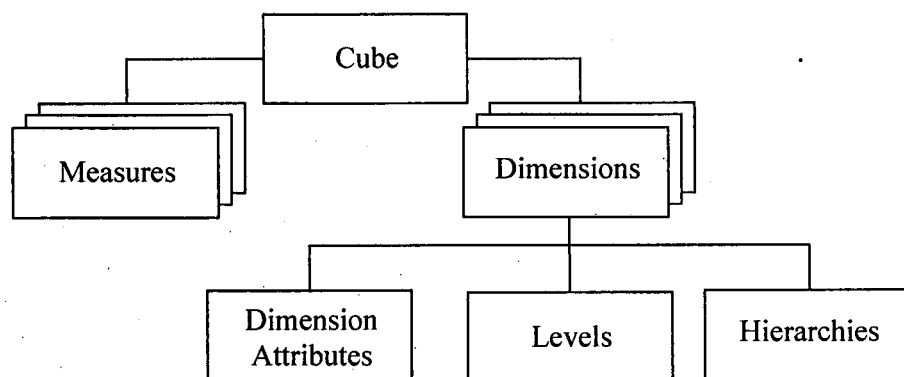 Cube
Measures
Dimensions
Dimension
Attributes
Levels
Hierarchies